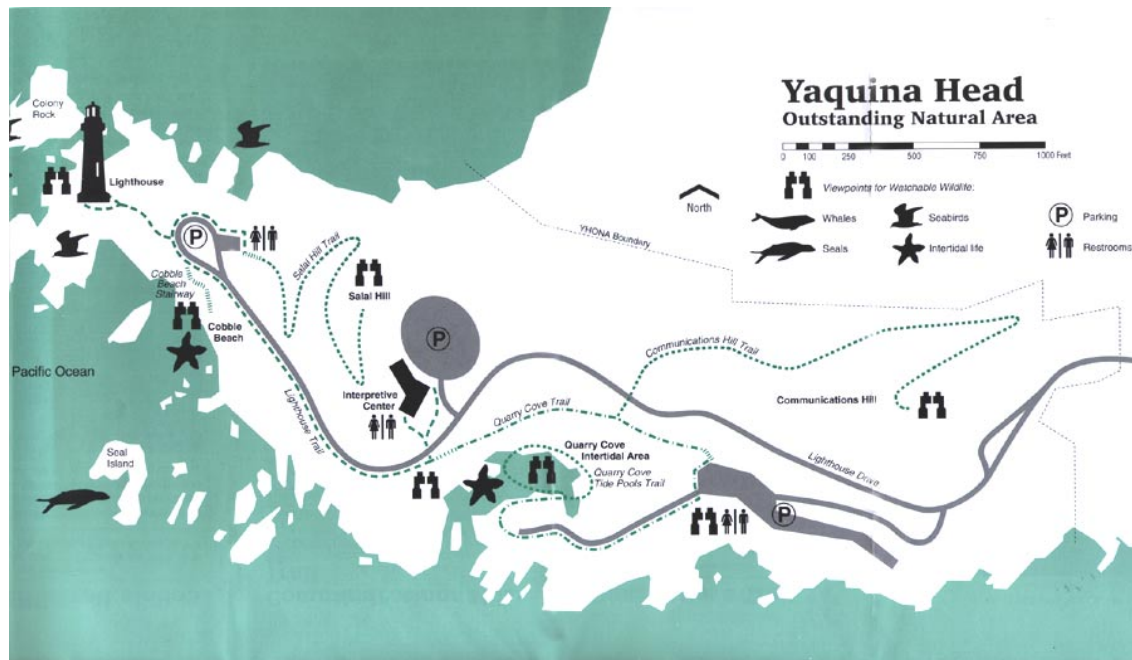 Yaquina Head
Outstanding Natural Area
0 100 250 500 750 1000 Feet
Viewpoints for Watchable Wildlife:
North
Whales
Seabirds
P
Parking
Seals
Intertidal life
Restrooms
Colony
Rock
Lighthouse
P
YHONA Boundary
Salal Hill Trail
Cobble
Beach
Stairway
Salal Hill
Cobble
Beach
P
Pacific Ocean
Communications Hill Trail
Interpretive
Center
Lighthouse Trail
Quarry Cove Trail
Communications Hill
Quarry Cove
Intertidal Area
Quarry Cove
Tide Pools Trail
Lighthouse Drive
Seal
Island
P